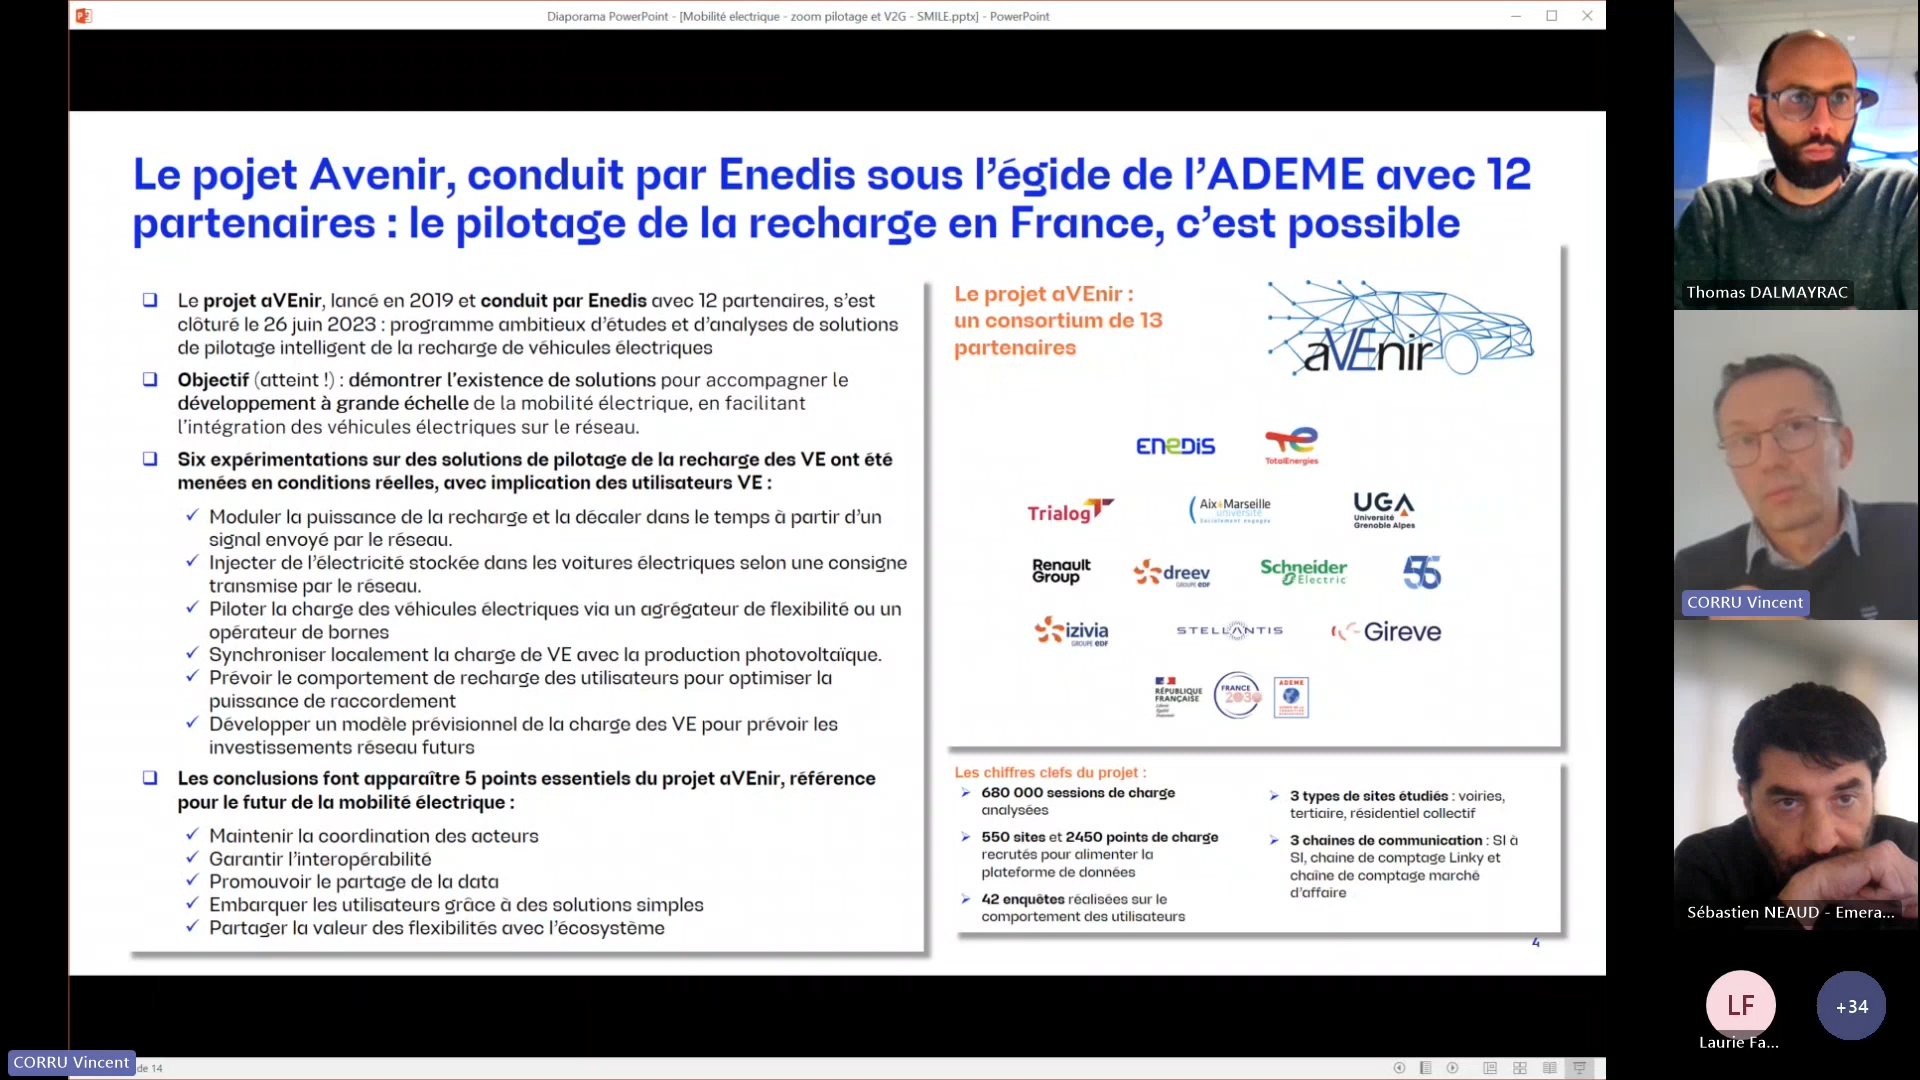 Diaporama PowerPoint - [Mobilité electrique - zoom pilotage et V2G - SMILE.pptx] - PowerPoint
Le pojet Avenir, conduit par Enedis sous l'égide de l'ADEME avec 12
partenaires : le pilotage de la recharge en France, c'est possible
Le projet aVEnir, lancé en 2019 et conduit par Enedis avec 12 partenaires, s'est
clôturé le 26 juin 2023 : programme ambitieux d'études et d'analyses de solutions
de pilotage intelligent de la recharge de véhicules électriques
Objectif (atteint !) : démontrer l'existence de solutions pour accompagner le
développement à grande échelle de la mobilité électrique, en facilitant
l'intégration des véhicules électriques sur le réseau.
Six expérimentations sur des solutions de pilotage de la recharge des VE ont été
menées en conditions réelles, avec implication des utilisateurs VE :
Moduler la puissance de la recharge et la décaler dans le temps à partir d'un
signal envoyé par le réseau.
Injecter de l'électricité stockée dans les voitures électriques selon une consigne
transmise par le réseau.
Piloter la charge des véhicules électriques via un agrégateur de flexibilité ou un
opérateur de bornes
Synchroniser localement la charge de VE avec la production photovoltaïque.
Prévoir le comportement de recharge des utilisateurs pour optimiser la
puissance de raccordement
Développer un modèle prévisionnel de la charge des VE pour prévoir les
investissements réseau futurs
Les conclusions font apparaître 5 points essentiels du projet aVEnir, référence
pour le futur de la mobilité électrique :
Maintenir la coordination des acteurs
Garantir l'interopérabilité
Promouvoir le partage de la data
Embarquer les utilisateurs grâce à des solutions simples
Partager la valeur des flexibilités avec l'écosystème
Le projet aVEnir :
un consortium de 13
partenaires
aVEnir
ENEDIS
TotalEnergies
Trialog
Aix Marseille
université
Socialement engagée
UGA
Université
Grenoble Alpes
Renault
Group
dreev
GROUPE EDF
Schneider
Electric
izivia
GROUPE EDF
STELLANTIS
Gireve
RÉPUBLIQUE
FRANÇAISE
FRANCE
2030
ADEME
Les chiffres clefs du projet :
680 000 sessions de charge
analysées
550 sites et 2450 points de charge
recrutés pour alimenter la
plateforme de données
42 enquêtes réalisées sur le
comportement des utilisateurs
3 types de sites étudiés : voiries,
tertiaire, résidentiel collectif
3 chaines de communication : SI à
SI, chaine de comptage Linky et
chaîne de comptage marché
d'affaire
4
Thomas DALMAYRAC
CORRU Vincent
Sébastien NEAUD - Emera...
LF
+34
Laurie Fa...
CORRU Vincent
de 14